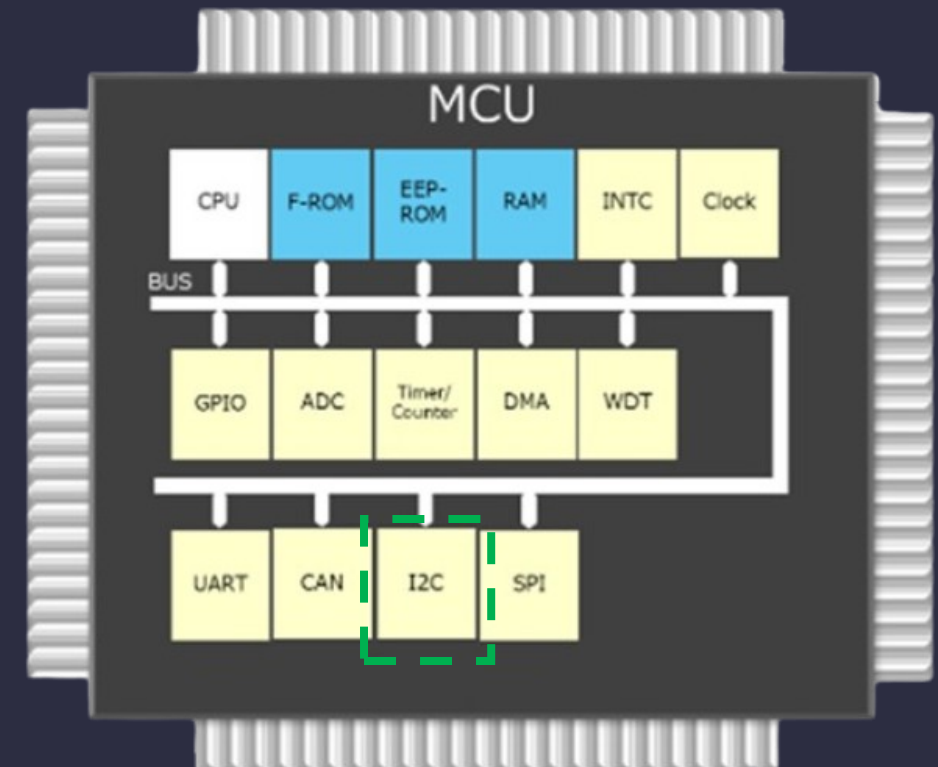 MCU
CPU
F-ROM
EEP-
ROM
RAM
INTC
Clock
BUS
GPIO
ADC
Timer/
Counter
DMA
WDT
UART
CAN
I2C
SPI